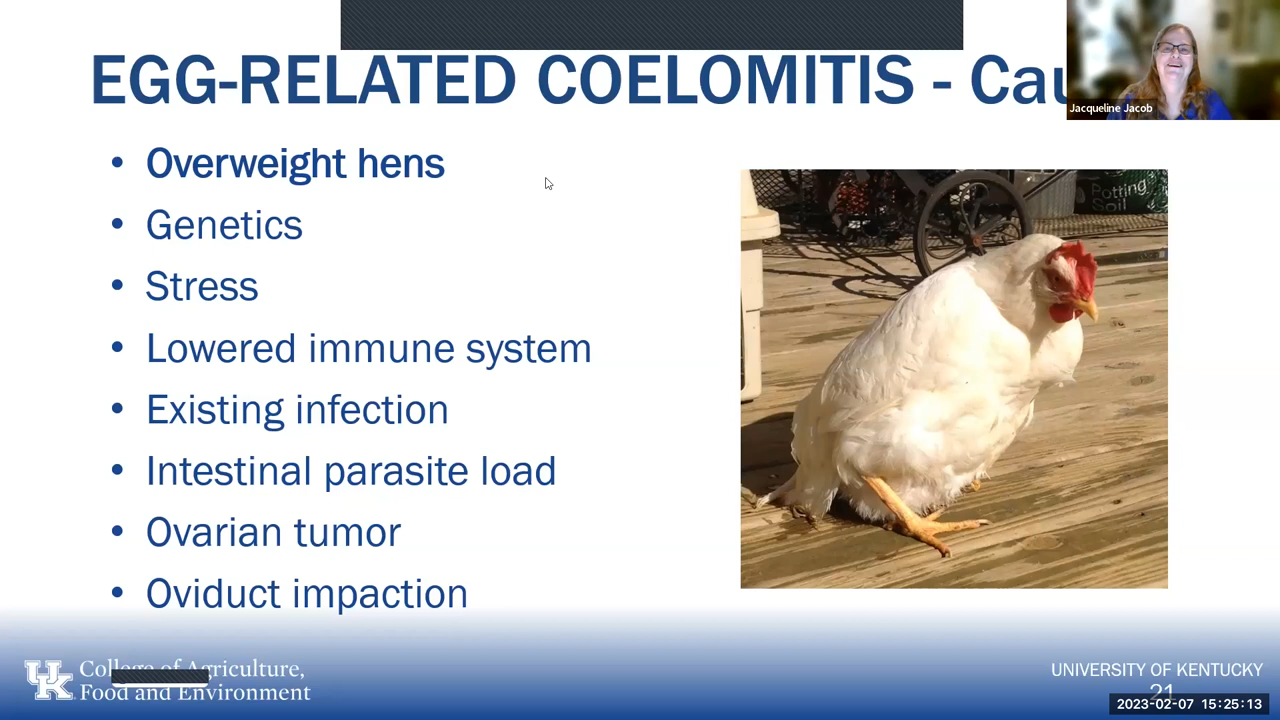 EGG-RELATED COELOMITIS - Cau
Jacqueline Jacob
• Overweight hens
• Genetics
• Stress
• Lowered immune system
• Existing infection
• Intestinal parasite load
• Ovarian tumor
• Oviduct impaction
Potting
Soil
UK
College of Agriculture,
Food and Environment
UNIVERSITY OF KENTUCKY
21
2023-02-07 15:25:13